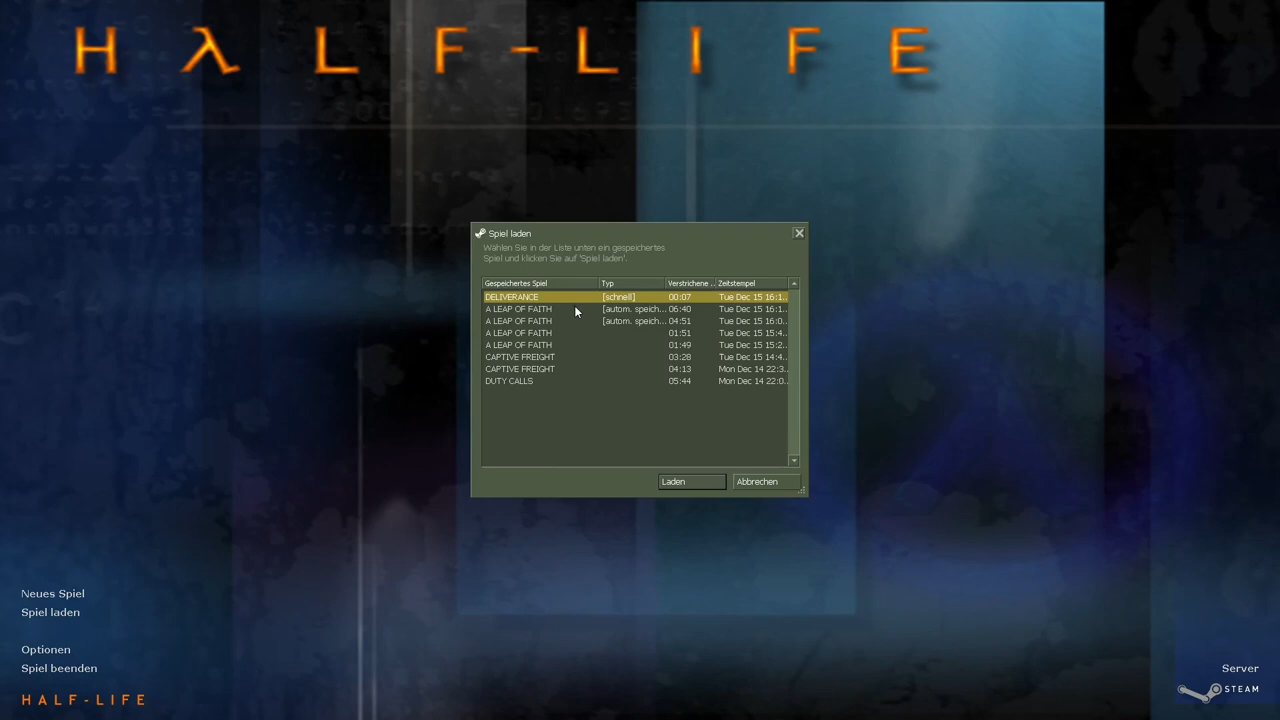 HλLF-LIFE
Spiel laden
Wählen Sie in der Liste unten ein gespeichertes
Spiel und klicken Sie auf 'Spiel laden'.
Gespeichertes Spiel Typ Verstrichene .. Zeitstempel
DELIVERANCE [schnell] 00:07 Tue Dec 15 16:1..
A LEAP OF FAITH [autom. speich... 06:40 Tue Dec 15 16:1..
A LEAP OF FAITH [autom. speich... 04:51 Tue Dec 15 16:0..
A LEAP OF FAITH 01:51 Tue Dec 15 15:4..
A LEAP OF FAITH 01:49 Tue Dec 15 15:2..
CAPTIVE FREIGHT 03:28 Tue Dec 15 14:4..
CAPTIVE FREIGHT 04:13 Mon Dec 14 22:3..
DUTY CALLS 05:44 Mon Dec 14 22:0..
Laden Abbrechen
Neues Spiel
Spiel laden
Optionen
Spiel beenden
HALF-LIFE
Server
STEAM